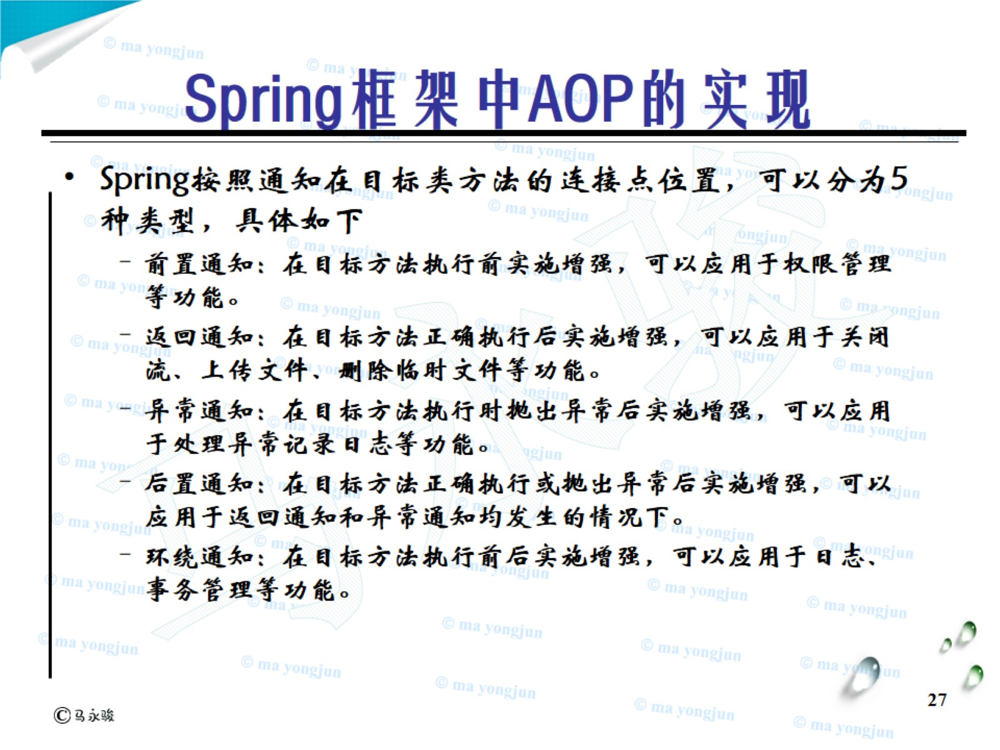 Spring框架中AOP的实现
• Spring按照通知在目标类方法的连接点位置，可以分为5
种类型，具体如下
– 前置通知：在目标方法执行前实施增强，可以应用于权限管理
等功能。
– 返回通知：在目标方法正确执行后实施增强，可以应用于关闭
流、上传文件、删除临时文件等功能。
– 异常通知：在目标方法执行时抛出异常后实施增强，可以应用
于处理异常记录日志等功能。
– 后置通知：在目标方法正确执行或抛出异常后实施增强，可以
应用于返回通知和异常通知均发生的情况下。
– 环绕通知：在目标方法执行前后实施增强，可以应用于日志、
事务管理等功能。
©马永骏
27
马永骏
© ma yongjun